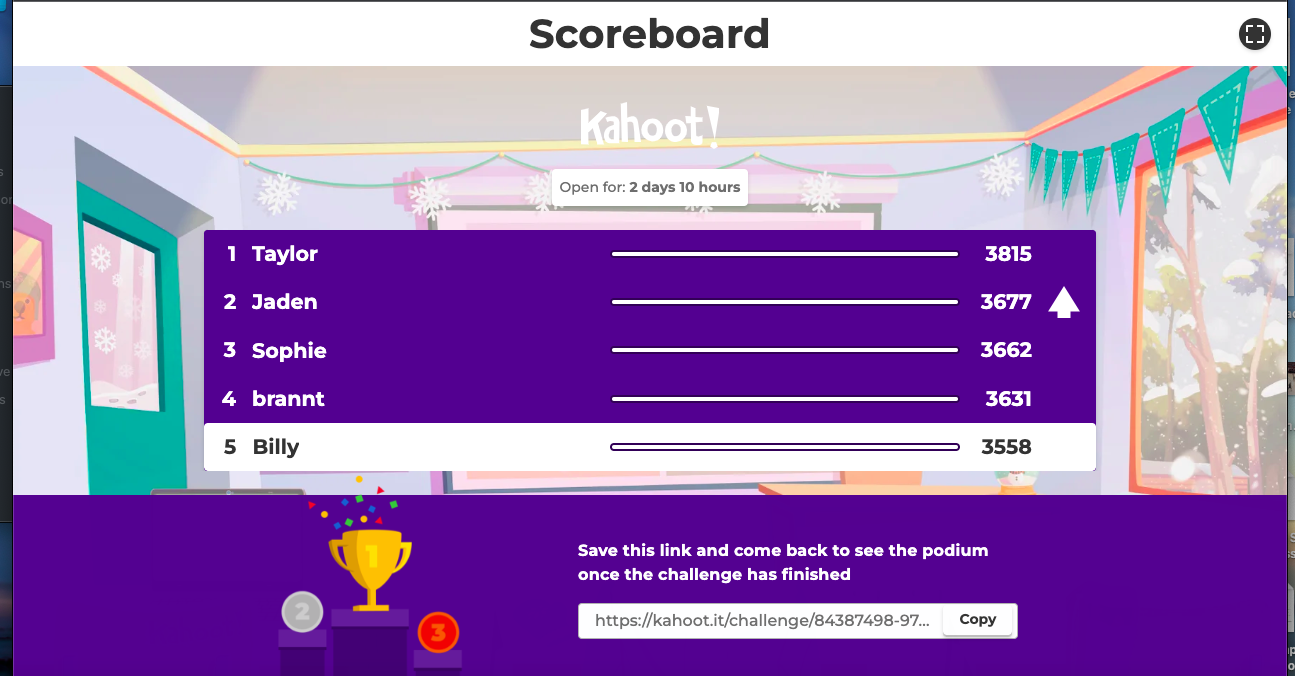 Scoreboard
Kahoot!
Open for: 2 days 10 hours
1 Taylor 3815
2 Jaden 3677
3 Sophie 3662
4 brannt 3631
5 Billy 3558
Save this link and come back to see the podium
once the challenge has finished
1
2
3
https://kahoot.it/challenge/84387498-97... Copy